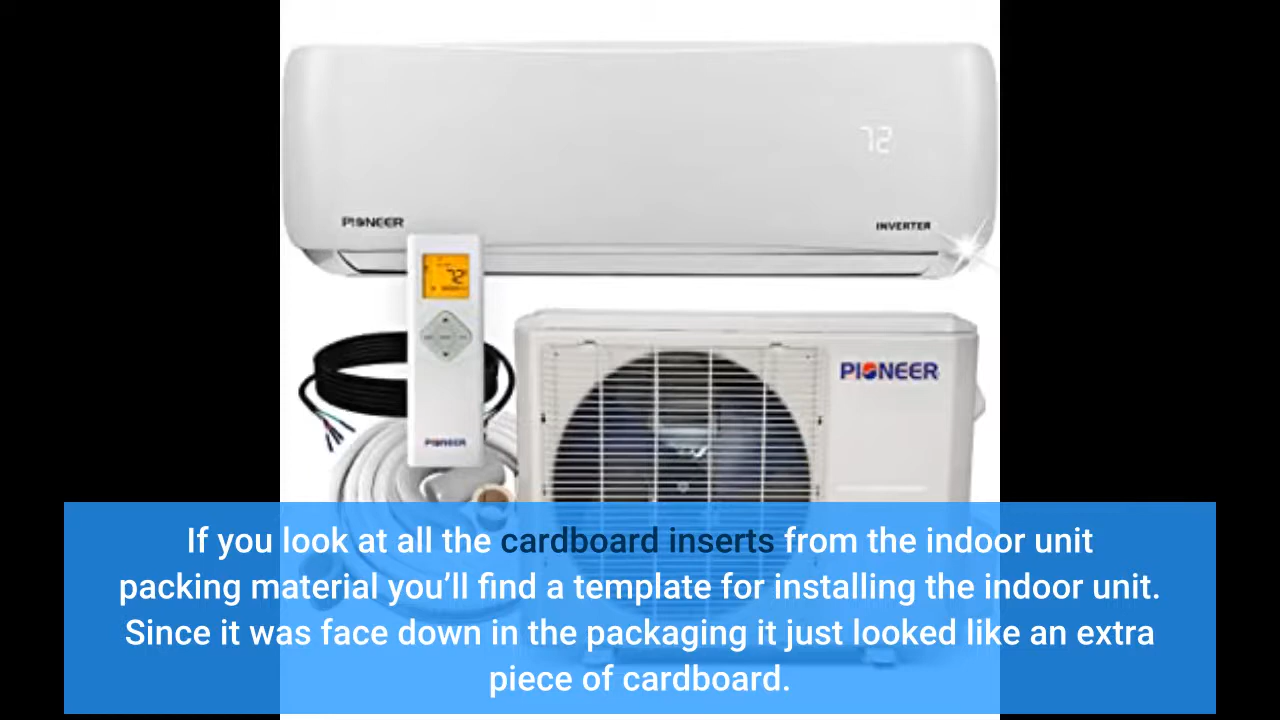 72
PIONEER
INVERTER
72
PIONEER
PIONEER
If you look at all the cardboard inserts from the indoor unit
packing material you’ll find a template for installing the indoor unit.
Since it was face down in the packaging it just looked like an extra
piece of cardboard.